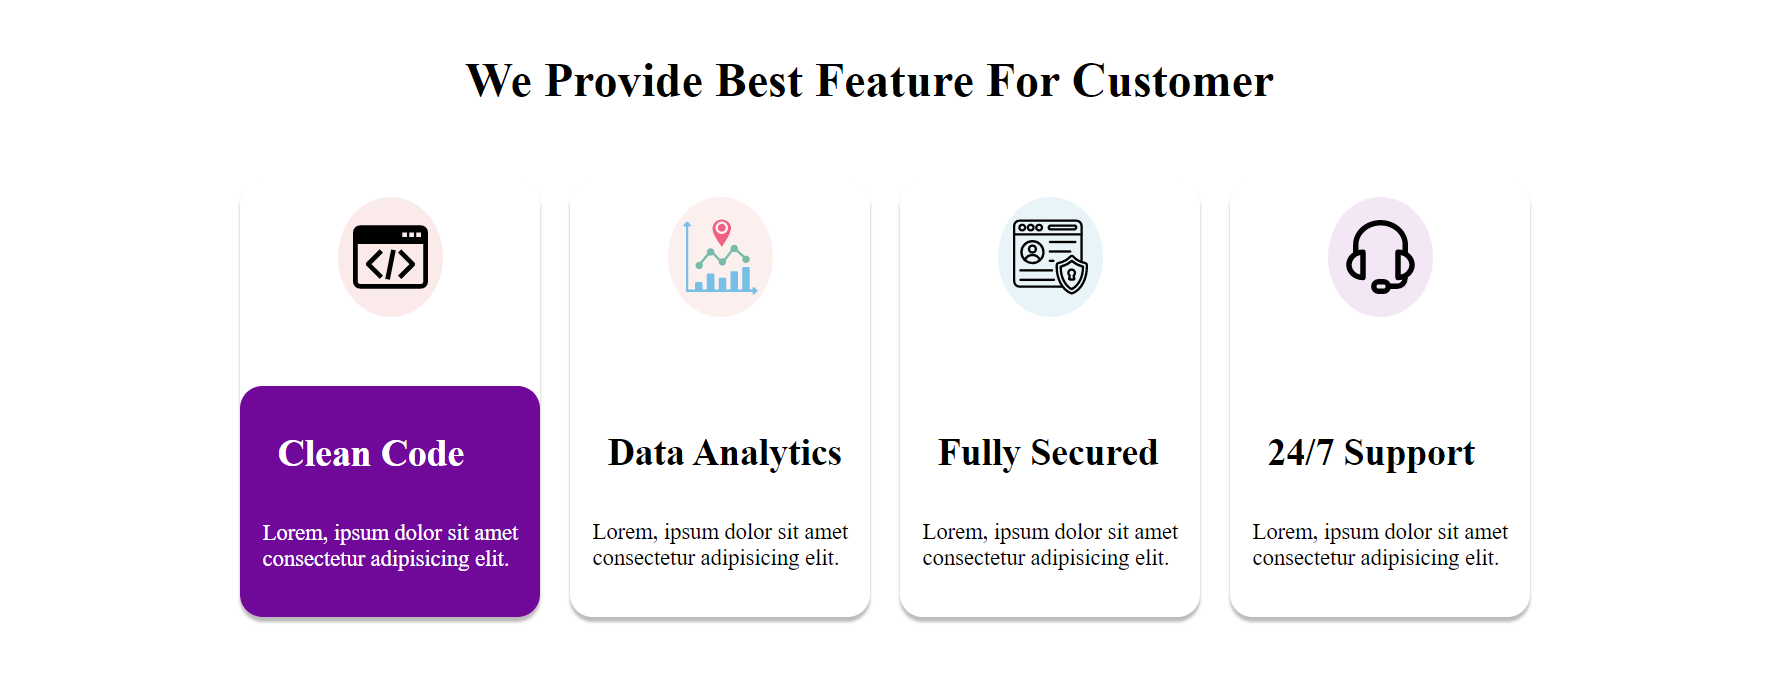 We Provide Best Feature For Customer
Clean Code
Lorem, ipsum dolor sit amet
consectetur adipisicing elit.
Data Analytics
Lorem, ipsum dolor sit amet
consectetur adipisicing elit.
Fully Secured
Lorem, ipsum dolor sit amet
consectetur adipisicing elit.
24/7 Support
Lorem, ipsum dolor sit amet
consectetur adipisicing elit.